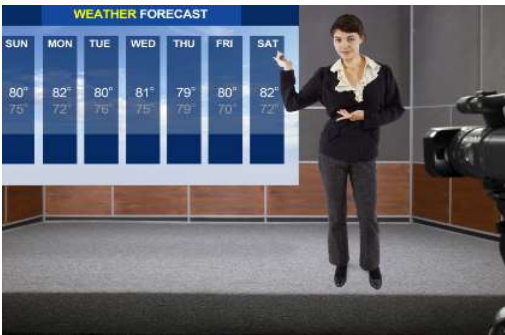 WEATHER FORECAST
SUN MON TUE WED THU FRI SAT
80° 82° 80° 81° 79° 80° 82°
75° 72° 76° 75° 79° 70° 72°